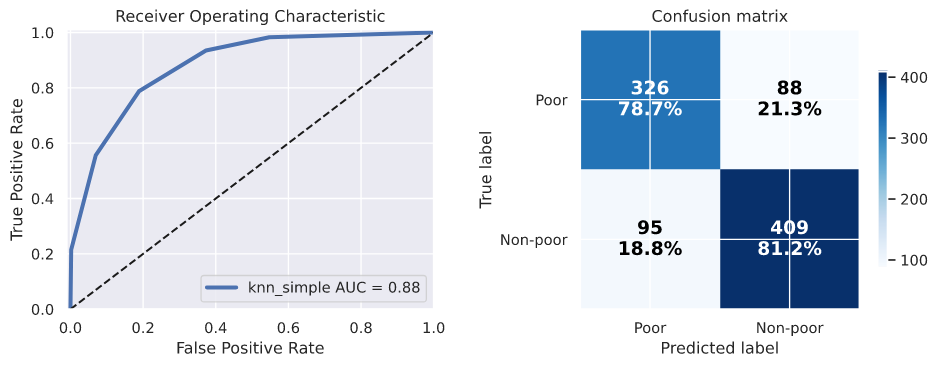 Receiver Operating Characteristic
1.0
0.8
0.6
0.4
0.2
0.0
True Positive Rate
knn_simple AUC = 0.88
0.0 0.2 0.4 0.6 0.8 1.0
False Positive Rate
Confusion matrix
True label
Poor
Non-poor
326
78.7%
88
21.3%
95
18.8%
409
81.2%
Poor Non-poor
Predicted label
400
300
200
100